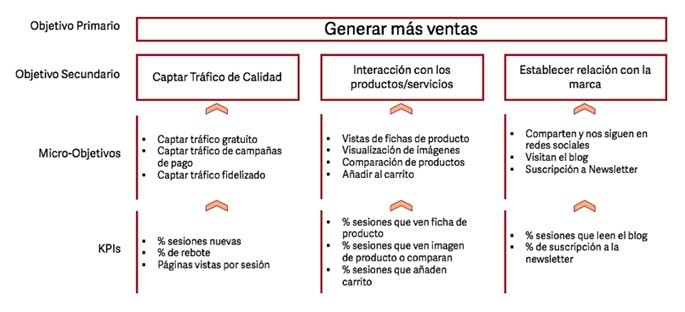 Objetivo Primario
Generar más ventas
Objetivo Secundario
Captar Tráfico de Calidad
Interacción con los
productos/servicios
Establecer relación con la
marca
Micro-Objetivos
• Captar tráfico gratuito
• Captar tráfico de campañas
de pago
• Captar tráfico fidelizado
• Vistas de fichas de producto
• Visualización de imágenes
• Comparación de productos
• Añadir al carrito
• Comparten y nos siguen en
redes sociales
• Visitan el blog
• Suscripción a Newsletter
KPIs
• % sesiones nuevas
• % de rebote
• Páginas vistas por sesión
• % sesiones que ven ficha de
producto
• % sesiones que ven imagen
de producto o comparan
• % sesiones que añaden
carrito
• % sesiones que leen el blog
• % de suscripción a la
newsletter